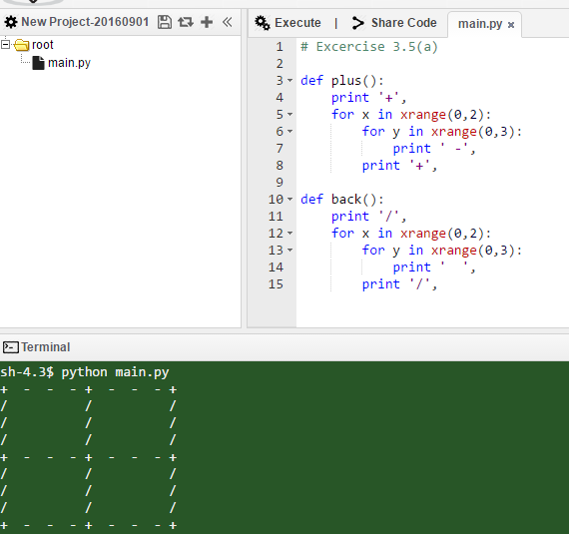 New Project-20160901
root
main.py
Execute | Share Code main.py x
1 # Excercise 3.5(a)
2
3 def plus():
4     print '+',
5     for x in xrange(0,2):
6         for y in xrange(0,3):
7             print ' -',
8         print '+',
9
10 def back():
11     print '/',
12     for x in xrange(0,2):
13         for y in xrange(0,3):
14             print '  ',
15         print '/',
Terminal
sh-4.3$ python main.py
+  -  -  - +  -  -  - +
/          /          /
/          /          /
/          /          /
+  -  -  - +  -  -  - +
/          /          /
/          /          /
/          /          /
+  -  -  - +  -  -  - +